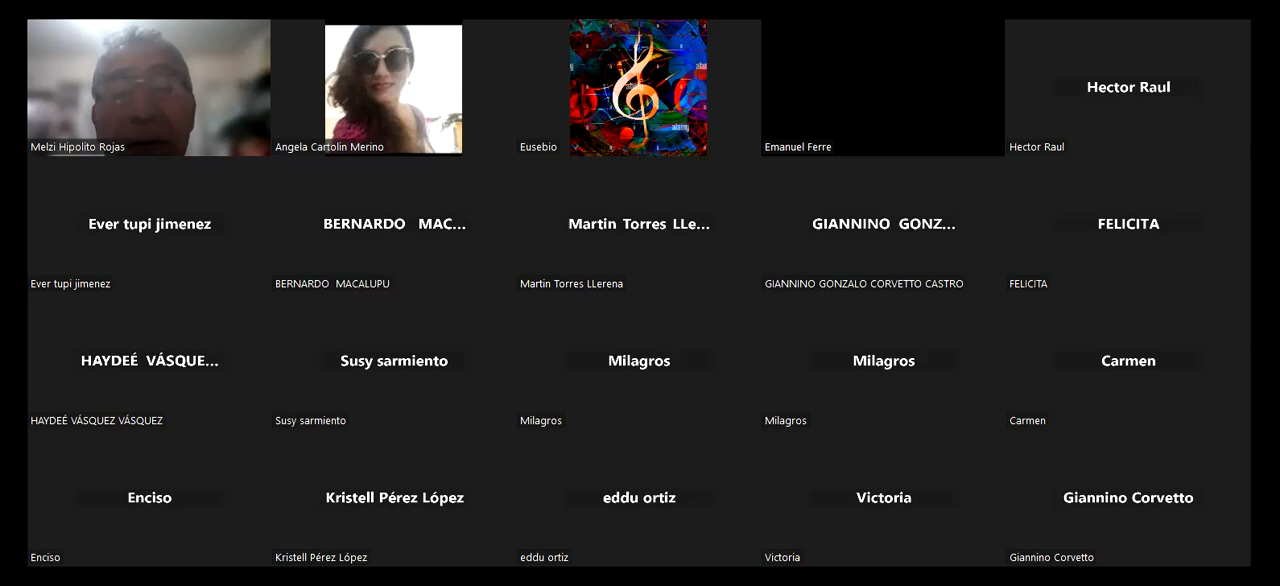 Melzi Hipolito Rojas
Angela Cartolin Merino
alamy
alamy
Eusebio
Emanuel Ferre
Hector Raul
Hector Raul
Ever tupi jimenez
Ever tupi jimenez
BERNARDO MAC...
BERNARDO MACALUPU
Martin Torres LLe...
Martin Torres LLerena
GIANNINO GONZ...
GIANNINO GONZALO CORVETTO CASTRO
FELICITA
FELICITA
HAYDEÉ VÁSQUE...
HAYDEÉ VÁSQUEZ VÁSQUEZ
Susy sarmiento
Susy sarmiento
Milagros
Milagros
Milagros
Milagros
Carmen
Carmen
Enciso
Enciso
Kristell Pérez López
Kristell Pérez López
eddu ortiz
eddu ortiz
Victoria
Victoria
Giannino Corvetto
Giannino Corvetto